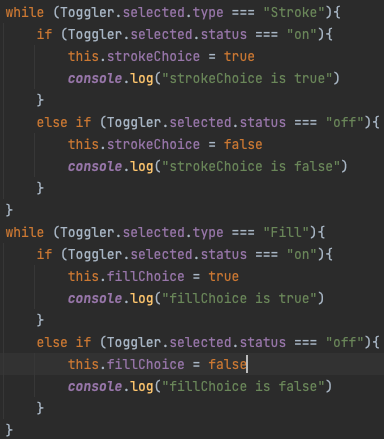 while (Toggler.selected.type === "Stroke"){
    if (Toggler.selected.status === "on"){
        this.strokeChoice = true
        console.log("strokeChoice is true")
    }
    else if (Toggler.selected.status === "off"){
        this.strokeChoice = false
        console.log("strokeChoice is false")
    }
}
while (Toggler.selected.type === "Fill"){
    if (Toggler.selected.status === "on"){
        this.fillChoice = true
        console.log("fillChoice is true")
    }
    else if (Toggler.selected.status === "off"){
        this.fillChoice = false
        console.log("fillChoice is false")
    }
}